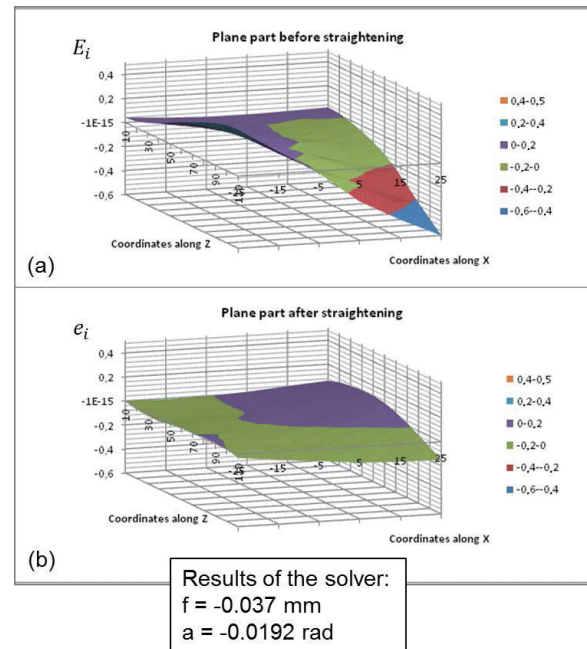 Plane part before straightening
E_i
0,4
0,2
-1E-15
-0,2
-0,4
-0,6
10
30
50
70
90
-25
-15
-5
5
15
25
Coordinates along Z
Coordinates along X
0,4-0,5
0,2-0,4
0-0,2
-0,2-0
-0,4--0,2
-0,6--0,4
(a)
Plane part after straightening
e_i
0,4
0,2
-1E-15
-0,2
-0,4
-0,6
10
30
50
70
90
-25
-15
-5
5
15
25
Coordinates along Z
Coordinates along X
0,4-0,5
0,2-0,4
0-0,2
-0,2-0
-0,4--0,2
-0,6--0,4
(b)
Results of the solver:
f = -0.037 mm
a = -0.0192 rad